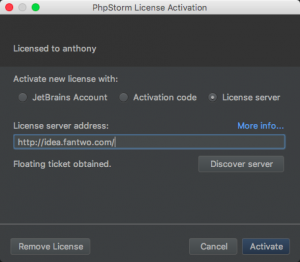 PhpStorm License Activation
Licensed to anthony
Activate new license with:
JetBrains Account Activation code License server
License server address: More info...
http://idea.fantwo.com/
Floating ticket obtained. Discover server
Remove License Cancel Activate